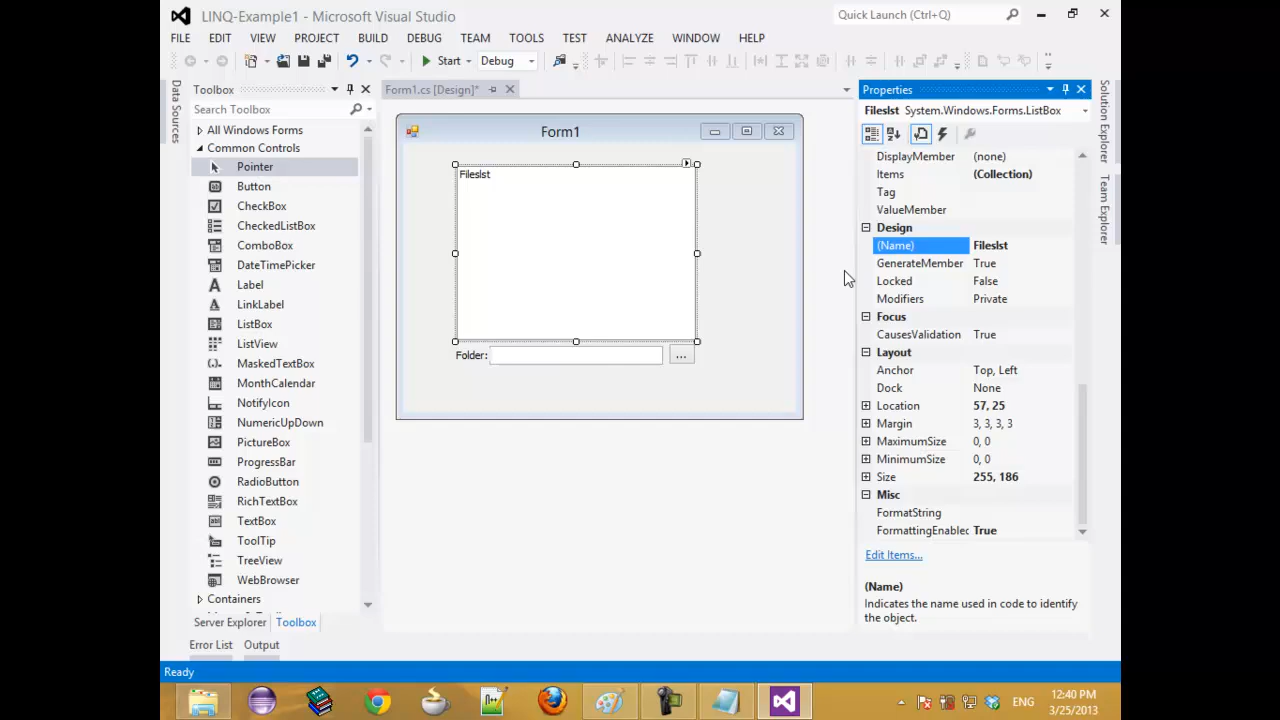 LINQ-Example1 - Microsoft Visual Studio
Quick Launch (Ctrl+Q)
FILE EDIT VIEW PROJECT BUILD DEBUG TEAM TOOLS TEST ANALYZE WINDOW HELP
Start Debug
Data Sources
Toolbox
Search Toolbox
All Windows Forms
Common Controls
Pointer
Button
CheckBox
CheckedListBox
ComboBox
DateTimePicker
Label
LinkLabel
ListBox
ListView
MaskedTextBox
MonthCalendar
NotifyIcon
NumericUpDown
PictureBox
ProgressBar
RadioButton
RichTextBox
TextBox
ToolTip
TreeView
WebBrowser
Containers
Server Explorer Toolbox
Error List Output
Form1.cs [Design]*
Form1
Fileslst
Folder:
...
Properties
Fileslst System.Windows.Forms.ListBox
DisplayMember (none)
Items (Collection)
Tag
ValueMember
Design
(Name) Fileslst
GenerateMember True
Locked False
Modifiers Private
Focus
CausesValidation True
Layout
Anchor Top, Left
Dock None
Location 57, 25
Margin 3, 3, 3, 3
MaximumSize 0, 0
MinimumSize 0, 0
Size 255, 186
Misc
FormatString
FormattingEnabled True
Edit Items...
(Name)
Indicates the name used in code to identify
the object.
Solution Explorer
Team Explorer
Ready
ENG
12:40 PM
3/25/2013